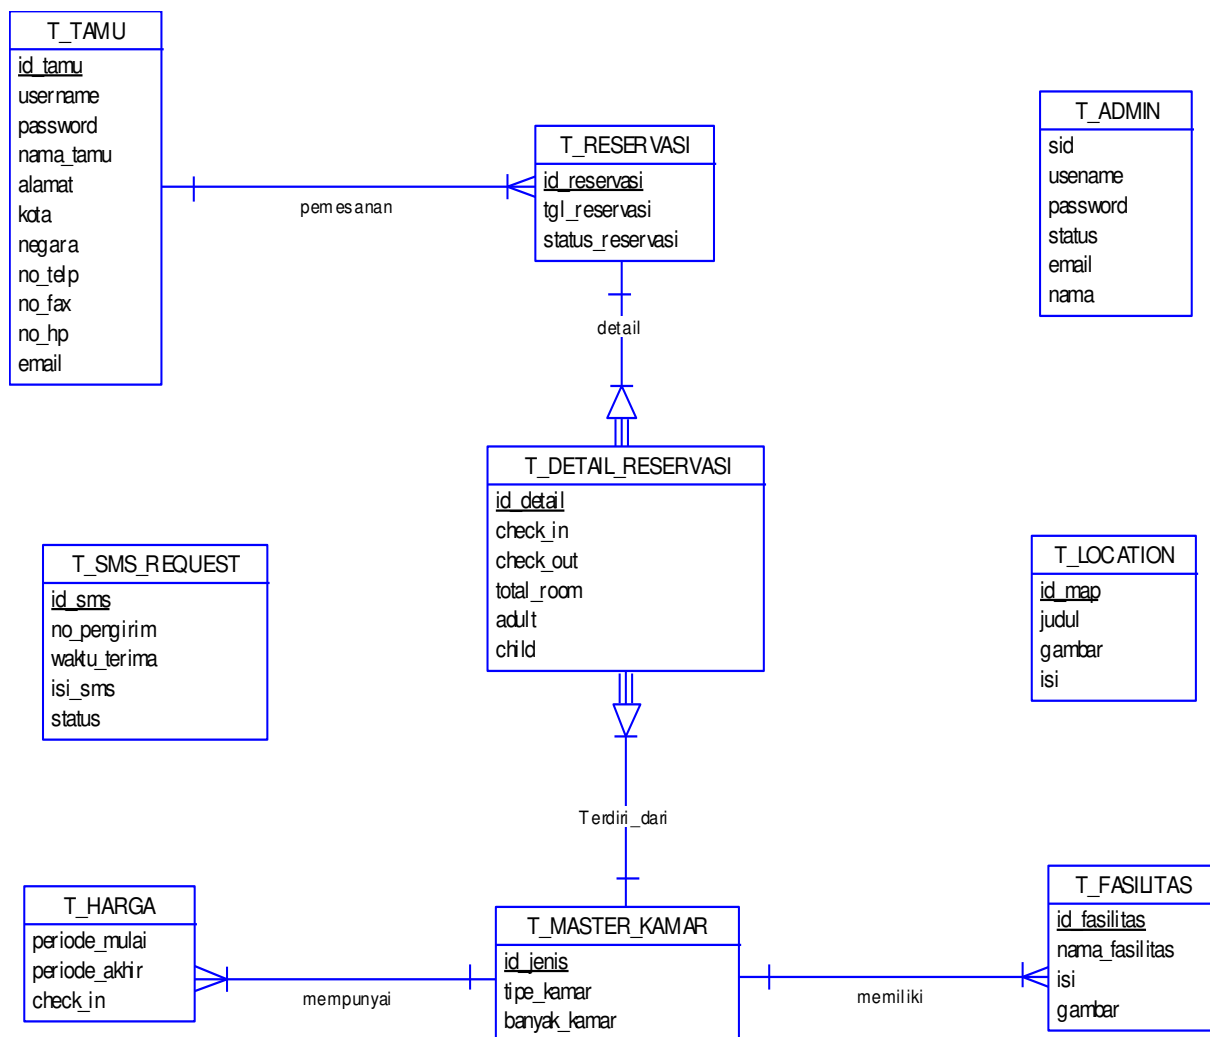 T_TAMU
id_tamu
username
password
nama_tamu
alamat
kota
negara
no_telp
no_fax
no_hp
email
pemesanan
T_RESERVASI
id_reservasi
tgl_reservasi
status_reservasi
T_ADMIN
sid
usename
password
status
email
nama
detail
T_DETAIL_RESERVASI
id_detail
check_in
check_out
total_room
adult
child
T_SMS_REQUEST
id_sms
no_pengirim
waktu_terima
isi_sms
status
T_LOCATION
id_map
judul
gambar
isi
Terdiri_dari
T_HARGA
periode_mulai
periode_akhir
check_in
mempunyai
T_MASTER_KAMAR
id_jenis
tipe_kamar
banyak_kamar
memiliki
T_FASILITAS
id_fasilitas
nama_fasilitas
isi
gambar